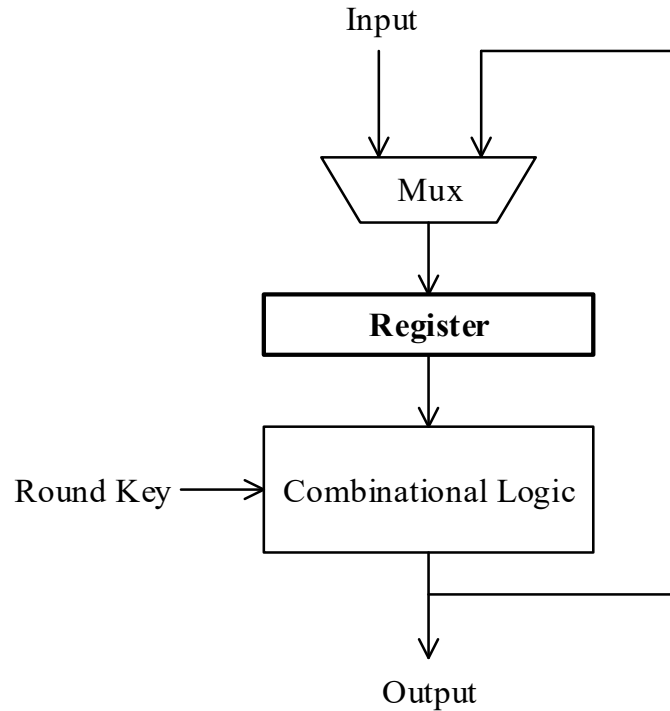 Input
Mux
Register
Round Key
Combinational Logic
Output